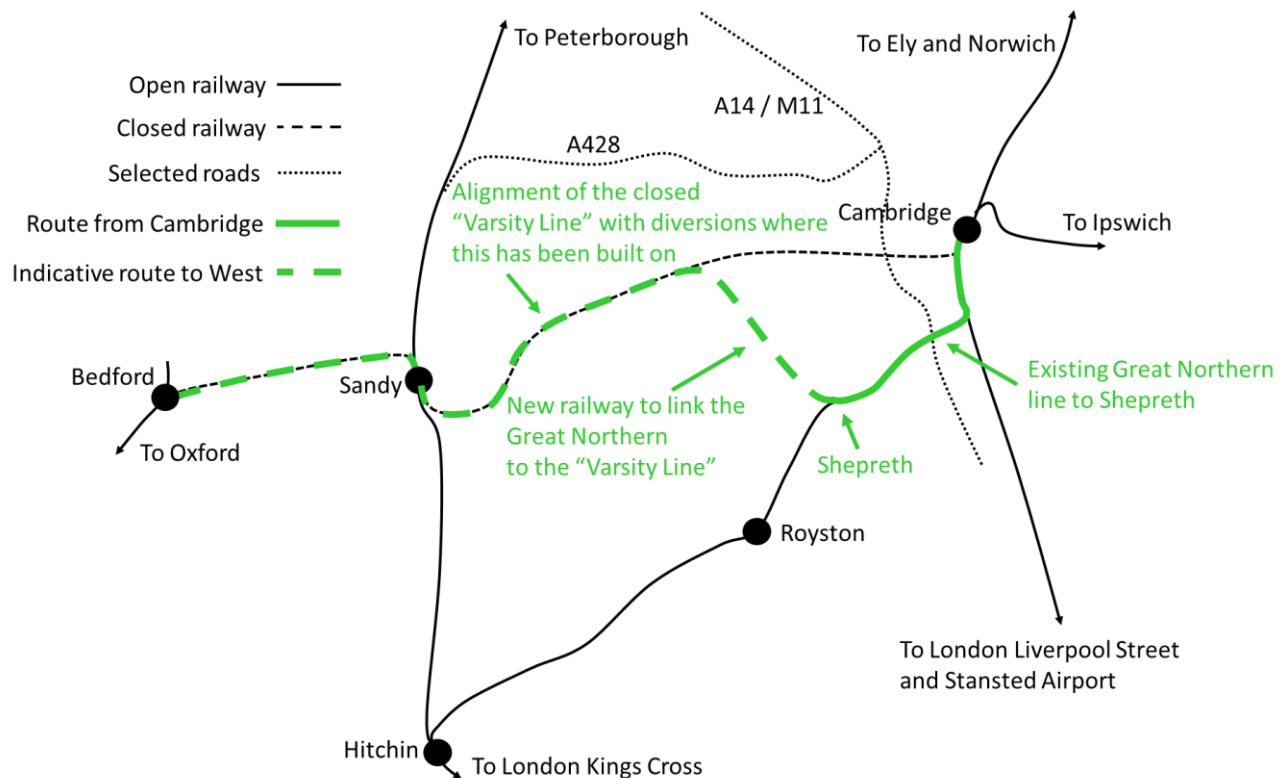 To Peterborough
To Ely and Norwich
Open railway
Closed railway
Selected roads
Route from Cambridge
Indicative route to West
A14 / M11
A428
Alignment of the closed
“Varsity Line” with diversions where
this has been built on
Cambridge
To Ipswich
Bedford
Sandy
To Oxford
New railway to link the
Great Northern
to the “Varsity Line”
Existing Great Northern
line to Shepreth
Shepreth
Royston
To London Liverpool Street
and Stansted Airport
Hitchin
To London Kings Cross